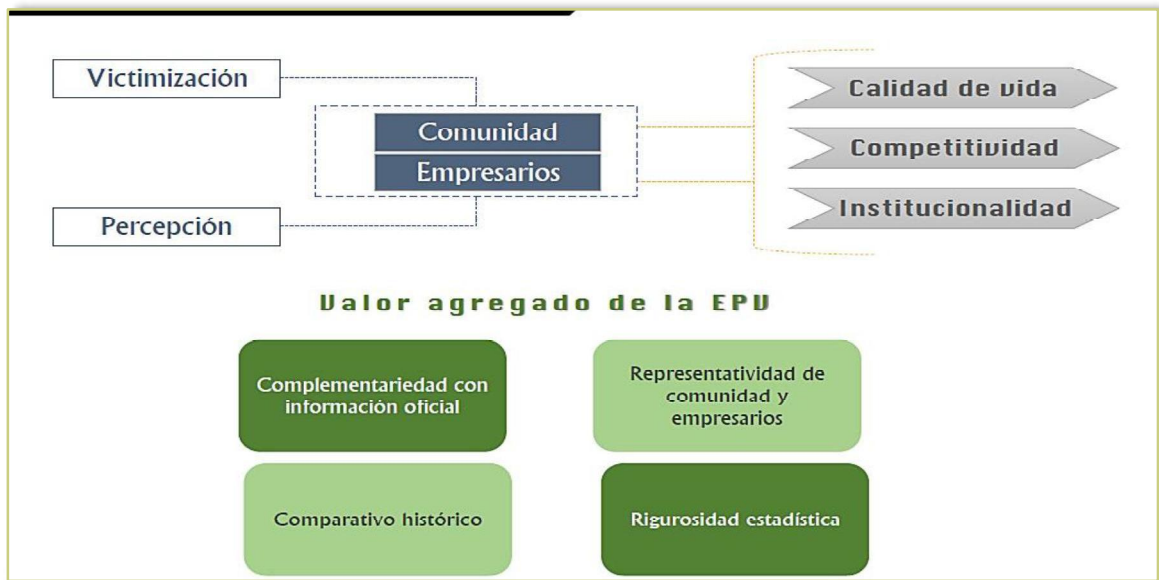 Victimización
Percepción
Comunidad
Empresarios
Calidad de vida
Competitividad
Institucionalidad
Valor agregado de la EPV
Complementariedad con
información oficial
Representatividad de
comunidad y
empresarios
Comparativo histórico
Rigurosidad estadística